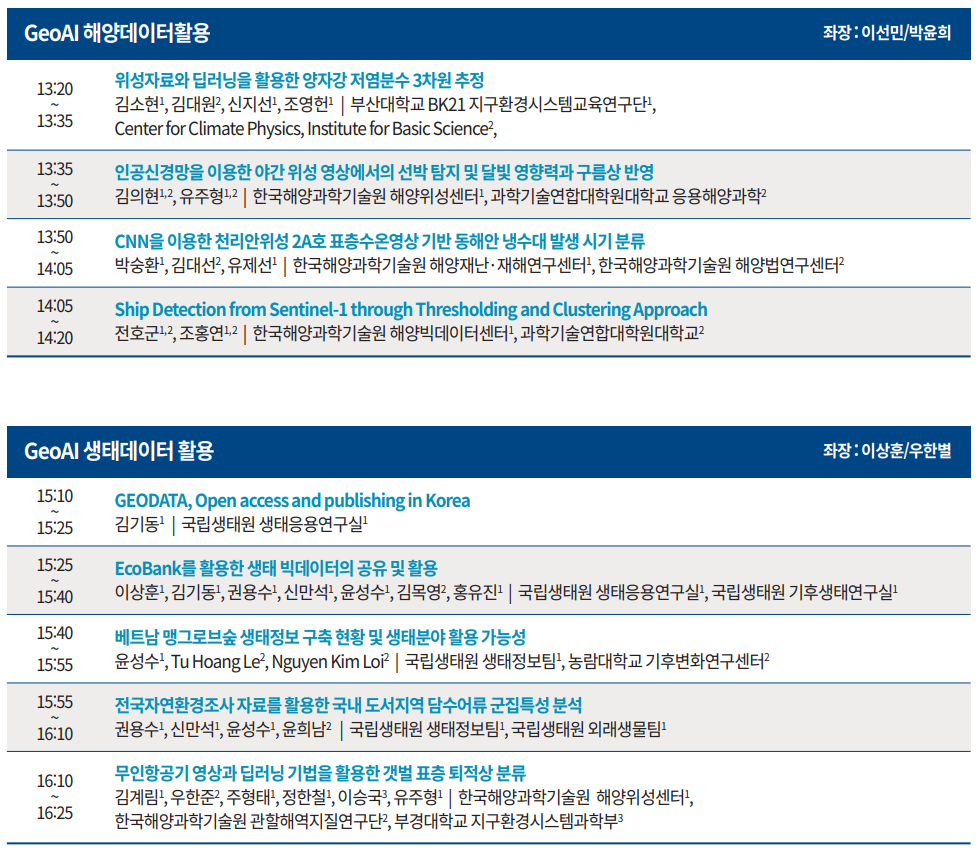 GeoAI 해양데이터활용
좌장 : 이선민/박윤희
13:20
~
13:35
위성자료와 딥러닝을 활용한 양자강 저염분수 3차원 추정
김소현¹, 김대원², 신지선¹, 조영헌¹ | 부산대학교 BK21 지구환경시스템교육연구단¹,
Center for Climate Physics, Institute for Basic Science²,
13:35
~
13:50
인공신경망을 이용한 야간 위성 영상에서의 선박 탐지 및 달빛 영향력과 구름상 반영
김의현¹,², 유주형¹,² | 한국해양과학기술원 해양위성센터¹, 과학기술연합대학원대학교 응용해양과학²
13:50
~
14:05
CNN을 이용한 천리안위성 2A호 표층수온영상 기반 동해안 냉수대 발생 시기 분류
박숭환¹, 김대선², 유제선¹ | 한국해양과학기술원 해양재난·재해연구센터¹, 한국해양과학기술원 해양법연구센터²
14:05
~
14:20
Ship Detection from Sentinel-1 through Thresholding and Clustering Approach
전호군¹,², 조홍연¹,² | 한국해양과학기술원 해양빅데이터센터¹, 과학기술연합대학원대학교²
GeoAI 생태데이터 활용
좌장 : 이상훈/우한별
15:10
~
15:25
GEODATA, Open access and publishing in Korea
김기동¹ | 국립생태원 생태응용연구실¹
15:25
~
15:40
EcoBank를 활용한 생태 빅데이터의 공유 및 활용
이상훈¹, 김기동¹, 권용수¹, 신만석¹, 윤성수¹, 김목영², 홍유진¹ | 국립생태원 생태응용연구실¹, 국립생태원 기후생태연구실¹
15:40
~
15:55
베트남 맹그로브숲 생태정보 구축 현황 및 생태분야 활용 가능성
윤성수¹, Tu Hoang Le², Nguyen Kim Loi² | 국립생태원 생태정보팀¹, 농람대학교 기후변화연구센터²
15:55
~
16:10
전국자연환경조사 자료를 활용한 국내 도서지역 담수어류 군집특성 분석
권용수¹, 신만석¹, 윤성수¹, 윤희남² | 국립생태원 생태정보팀¹, 국립생태원 외래생물팀¹
16:10
~
16:25
무인항공기 영상과 딥러닝 기법을 활용한 갯벌 표층 퇴적상 분류
김계림¹, 우한준², 주형태¹, 정한철¹, 이승국³, 유주형¹ | 한국해양과학기술원 해양위성센터¹,
한국해양과학기술원 관할해역지질연구단², 부경대학교 지구환경시스템과학부³